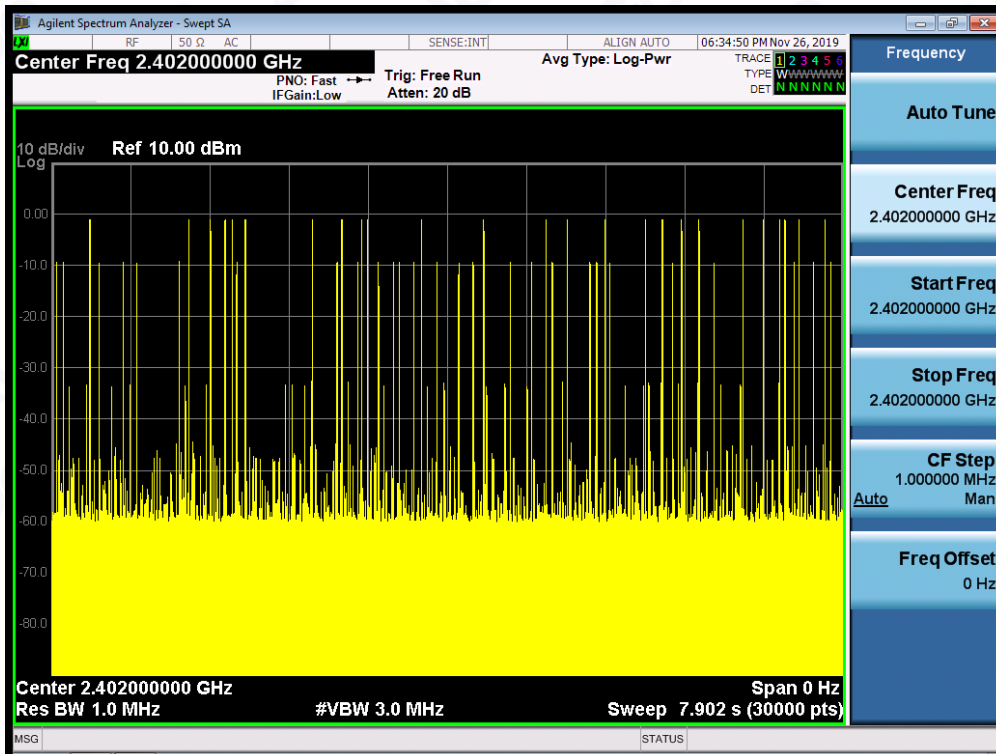 Agilent Spectrum Analyzer - Swept SA
LXI RF 50 Ω AC SENSE:INT ALIGN AUTO 06:34:50 PM Nov 26, 2019
Center Freq 2.402000000 GHz
PNO: Fast
IFGain:Low
Trig: Free Run
Atten: 20 dB
Avg Type: Log-Pwr
TRACE 1 2 3 4 5 6
TYPE W W W W W W
DET N N N N N N
10 dB/div Ref 10.00 dBm
Log
0.00
-10.0
-20.0
-30.0
-40.0
-50.0
-60.0
-70.0
-80.0
Center 2.402000000 GHz Span 0 Hz
Res BW 1.0 MHz #VBW 3.0 MHz Sweep 7.902 s (30000 pts)
MSG STATUS
Frequency
Auto Tune
Center Freq
2.402000000 GHz
Start Freq
2.402000000 GHz
Stop Freq
2.402000000 GHz
CF Step
1.000000 MHz
Auto Man
Freq Offset
0 Hz